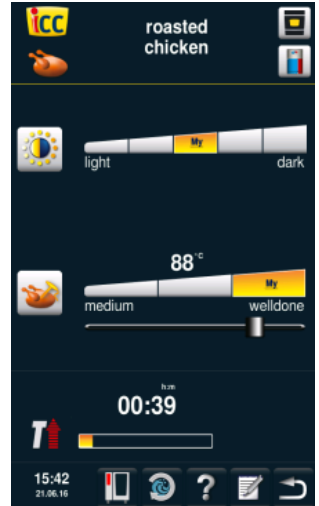 icc
roasted
chicken
My
light dark
88°C
My
medium welldone
h:m
00:39
T
15:42
21.06.16
?